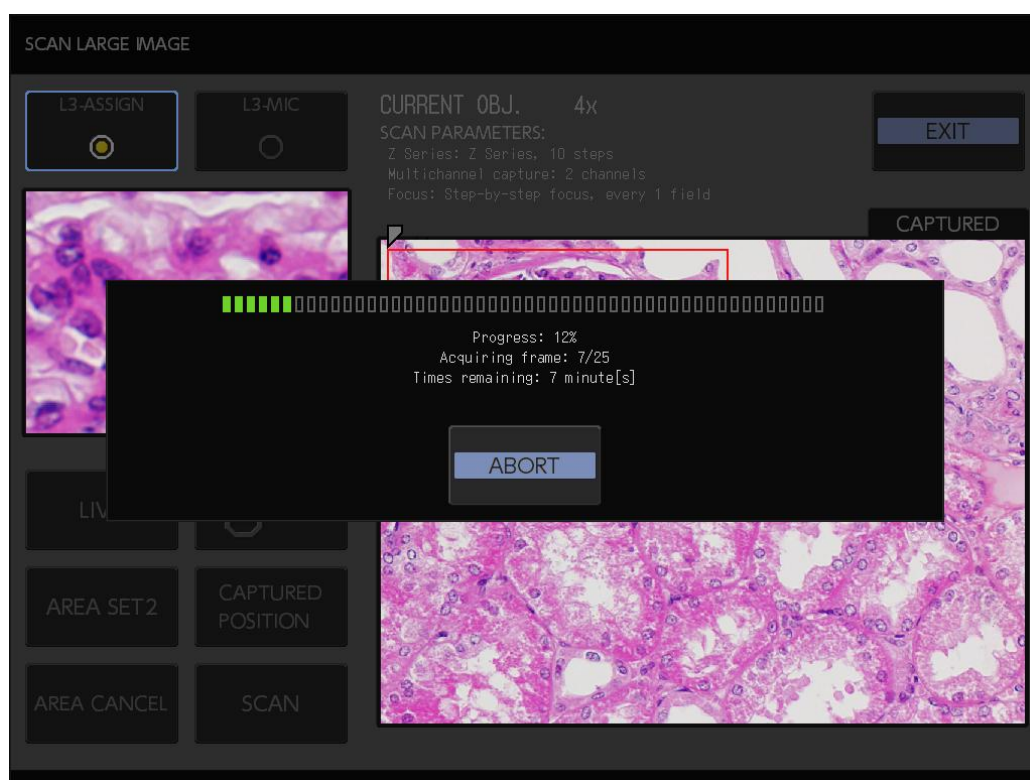 SCAN LARGE IMAGE
L3-ASSIGN
L3-MIC
CURRENT OBJ. 4x
SCAN PARAMETERS:
Z Series: Z Series, 10 steps
Multichannel capture: 2 channels
Focus: Step-by-step focus, every 1 field
EXIT
CAPTURED
Progress: 12%
Acquiring frame: 7/25
Times remaining: 7 minute[s]
ABORT
AREA SET2
CAPTURED
POSITION
AREA CANCEL
SCAN